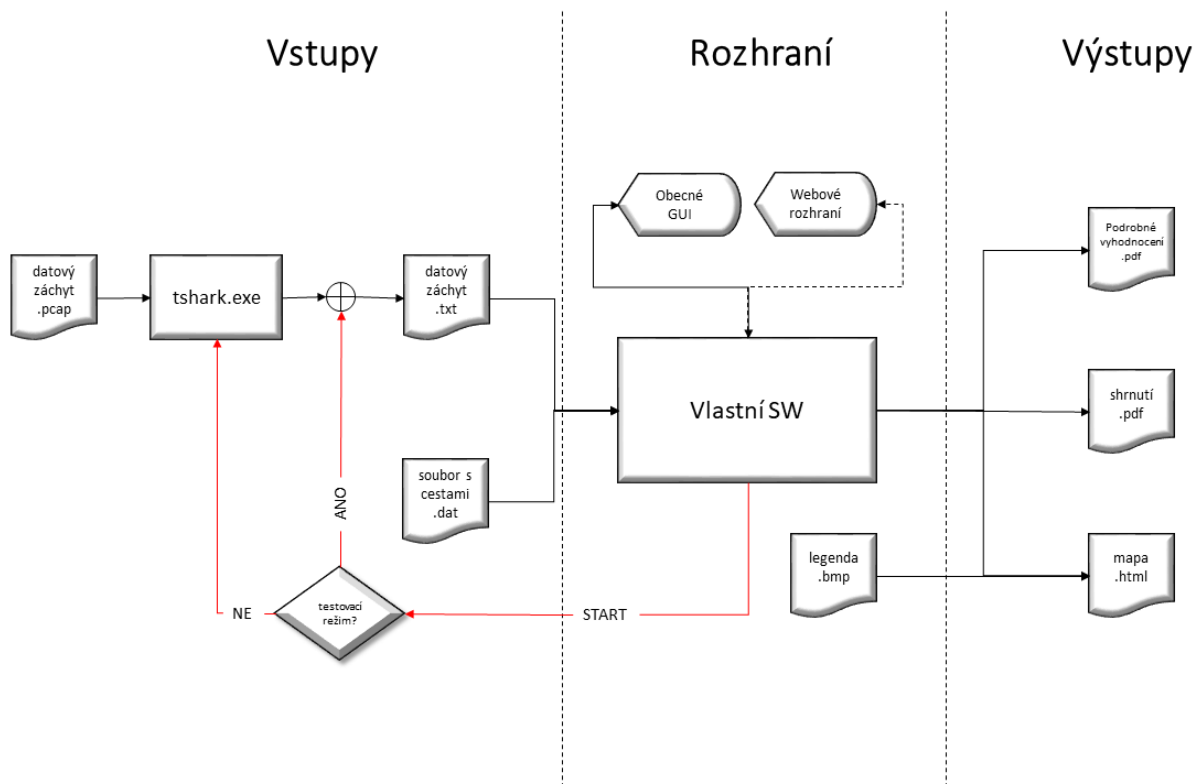 Vstupy
Rozhraní
Výstupy
Obecné
GUI
Webové
rozhraní
Podrobné
vyhodnocení
.pdf
datový
záchyt
.pcap
tshark.exe
datový
záchyt
.txt
shrnutí
.pdf
Vlastní SW
soubor s
cestami
.dat
ANO
legenda
.bmp
mapa
.html
NE
testovací
režim?
START